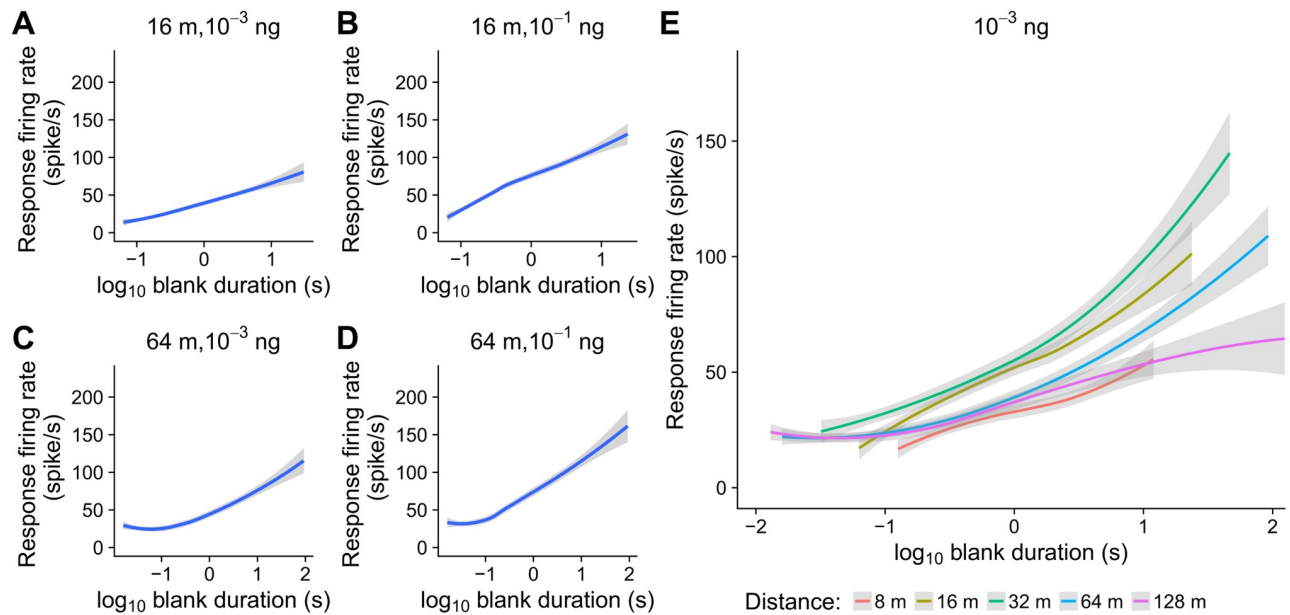 A
16 m,10⁻³ ng
Response firing rate
(spike/s)
200
150
100
50
0
−1
0
1
log₁₀ blank duration (s)
B
16 m,10⁻¹ ng
Response firing rate
(spike/s)
200
150
100
50
0
−1
0
1
log₁₀ blank duration (s)
C
64 m,10⁻³ ng
Response firing rate
(spike/s)
200
150
100
50
0
−1
0
1
2
log₁₀ blank duration (s)
D
64 m,10⁻¹ ng
Response firing rate
(spike/s)
200
150
100
50
0
−1
0
1
2
log₁₀ blank duration (s)
E
10⁻³ ng
Response firing rate (spike/s)
150
100
50
0
−2
−1
0
1
2
log₁₀ blank duration (s)
Distance: 8 m 16 m 32 m 64 m 128 m